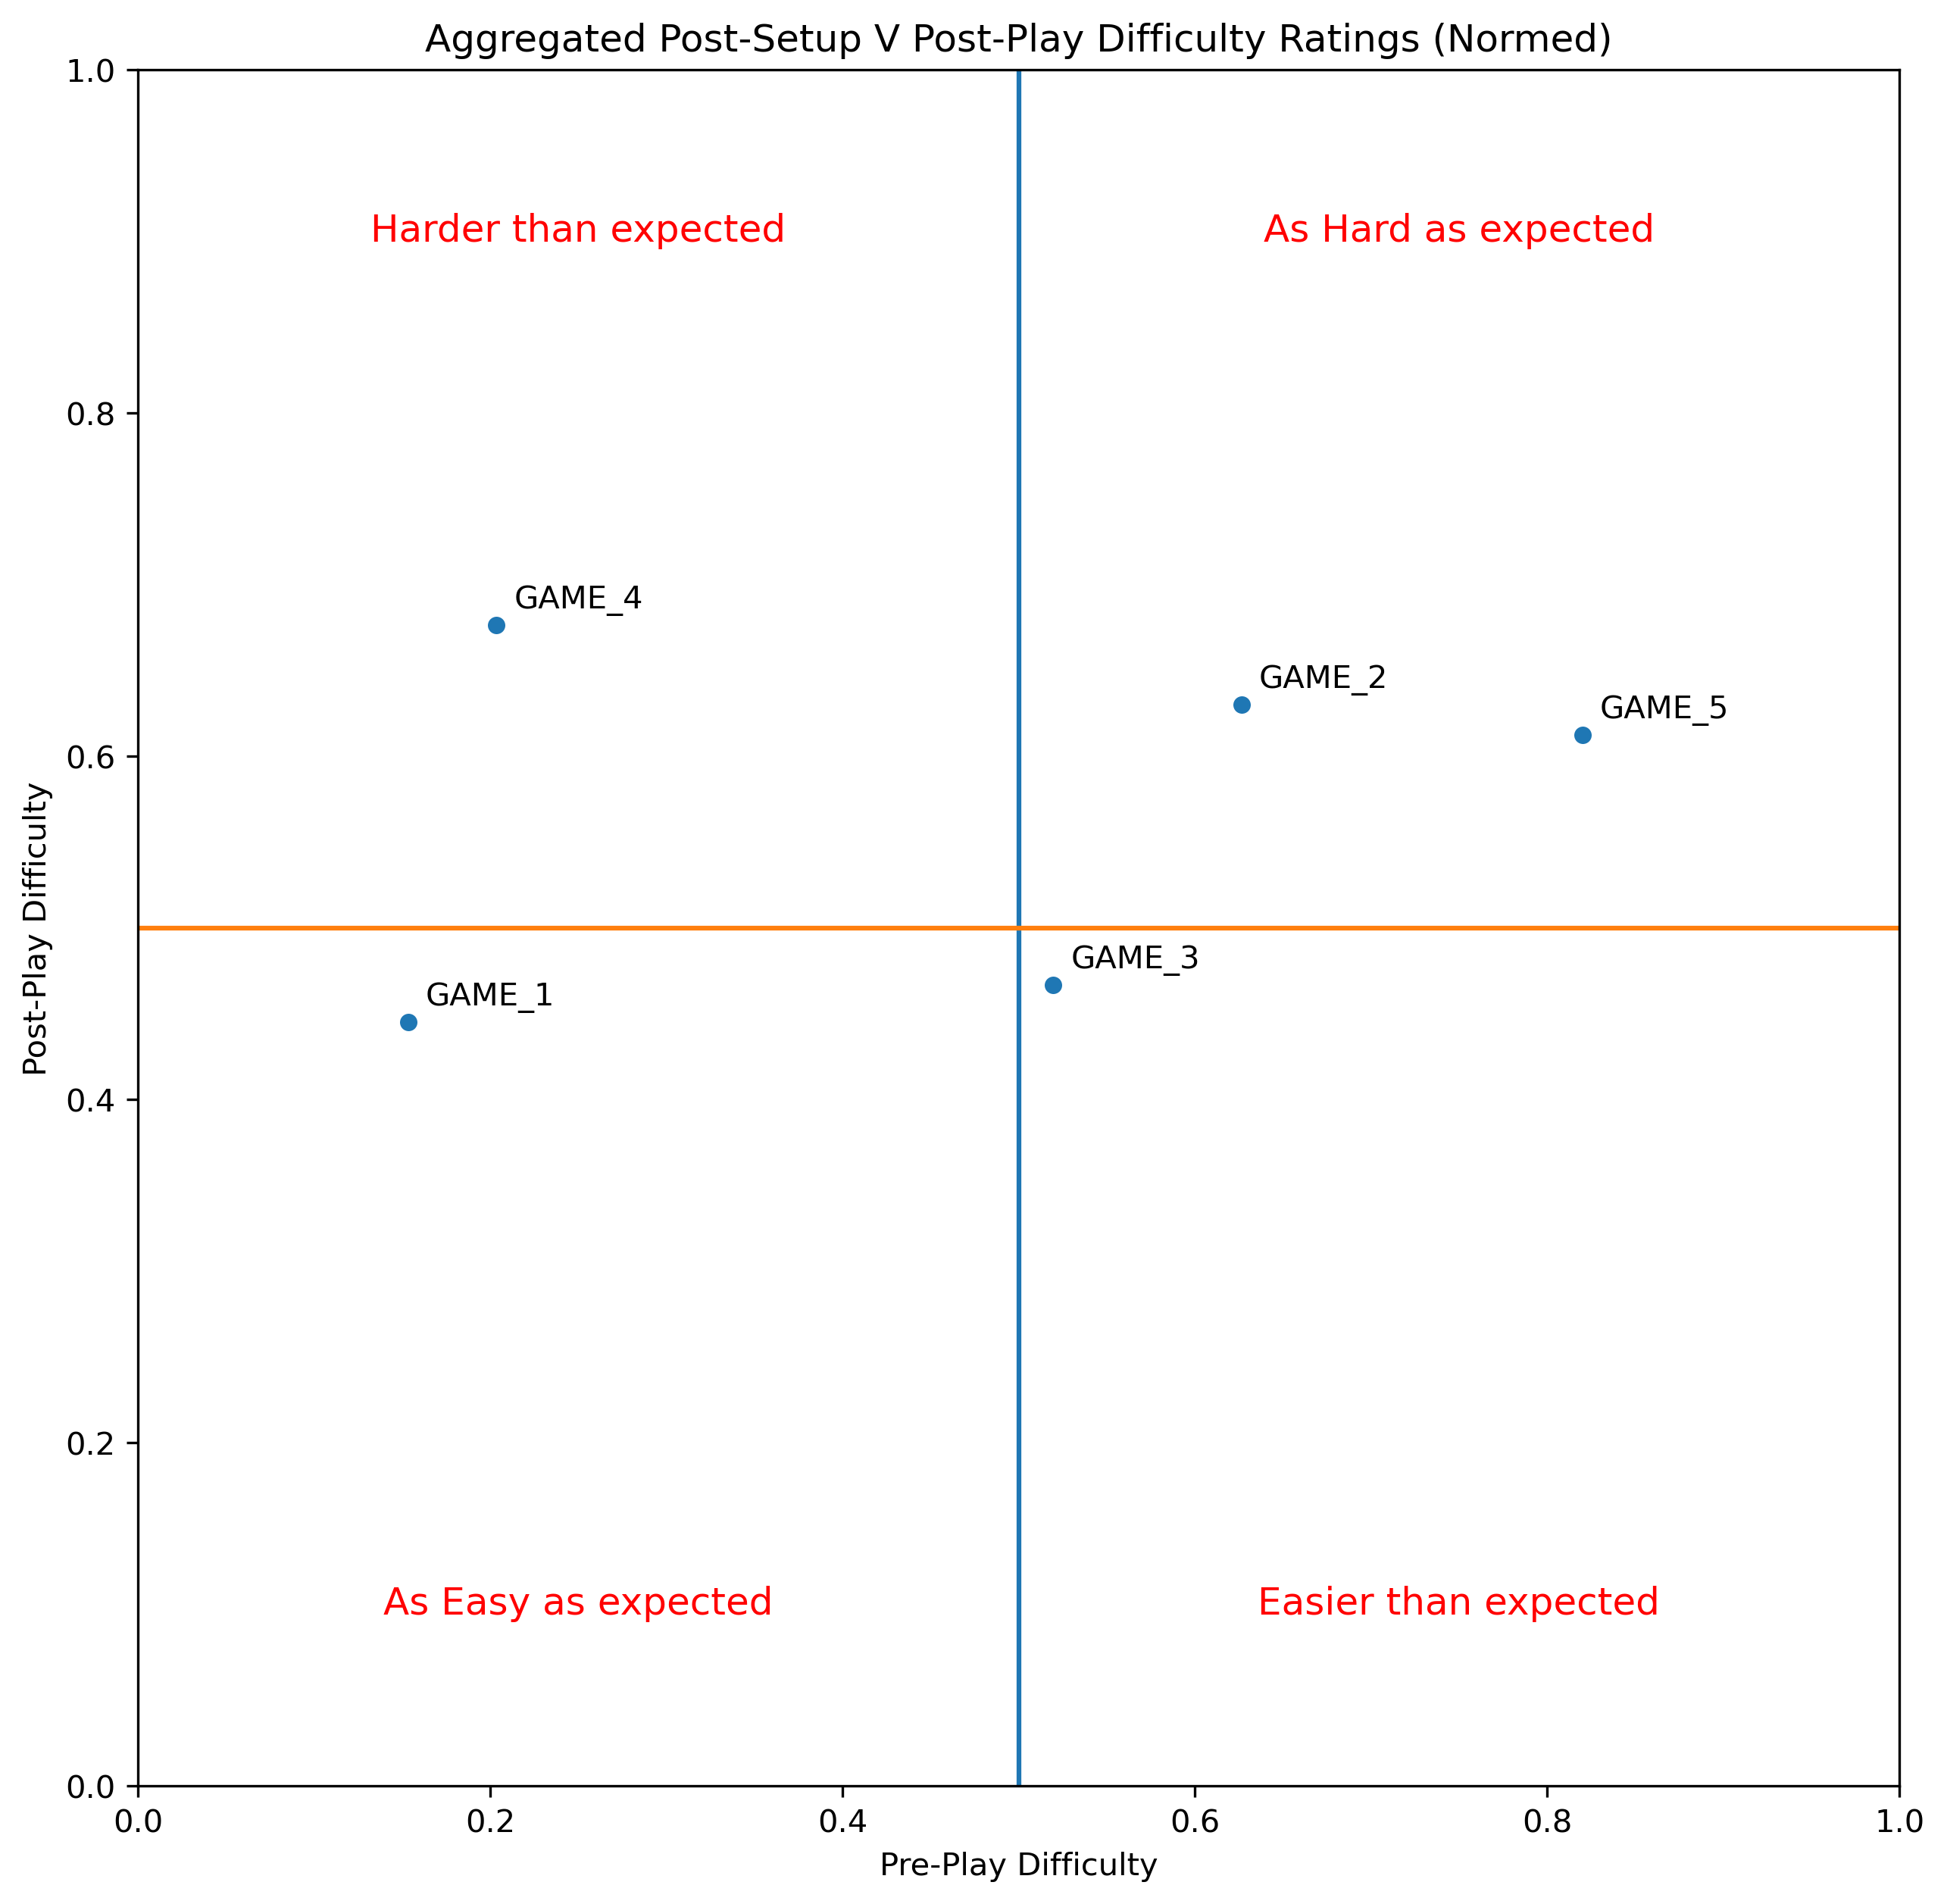 Aggregated Post-Setup V Post-Play Difficulty Ratings (Normed)
1.0
Harder than expected
As Hard as expected
0.8
GAME_4
GAME_2
GAME_5
0.6
Post-Play Difficulty
GAME_3
GAME_1
0.4
0.2
As Easy as expected
Easier than expected
0.0
0.0
0.2
0.4
0.6
0.8
1.0
Pre-Play Difficulty